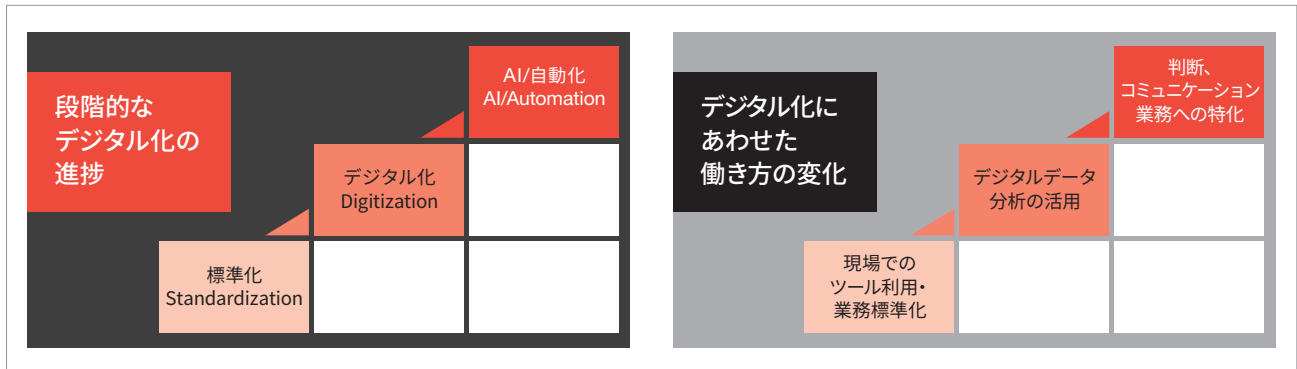 段階的な
デジタル化の
進捗
AI/自動化
AI/Automation
デジタル化
Digitization
標準化
Standardization
デジタル化に
あわせた
働き方の変化
判断、
コミュニケーション
業務への特化
デジタルデータ
分析の活用
現場での
ツール利用・
業務標準化